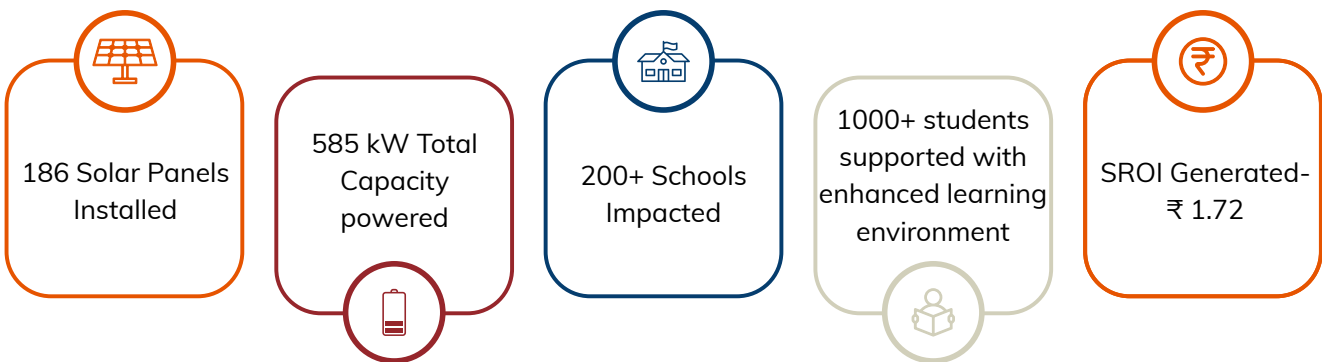 186 Solar Panels
Installed
585 kW Total
Capacity
powered
200+ Schools
Impacted
1000+ students
supported with
enhanced learning
environment
SROI Generated-
₹ 1.72